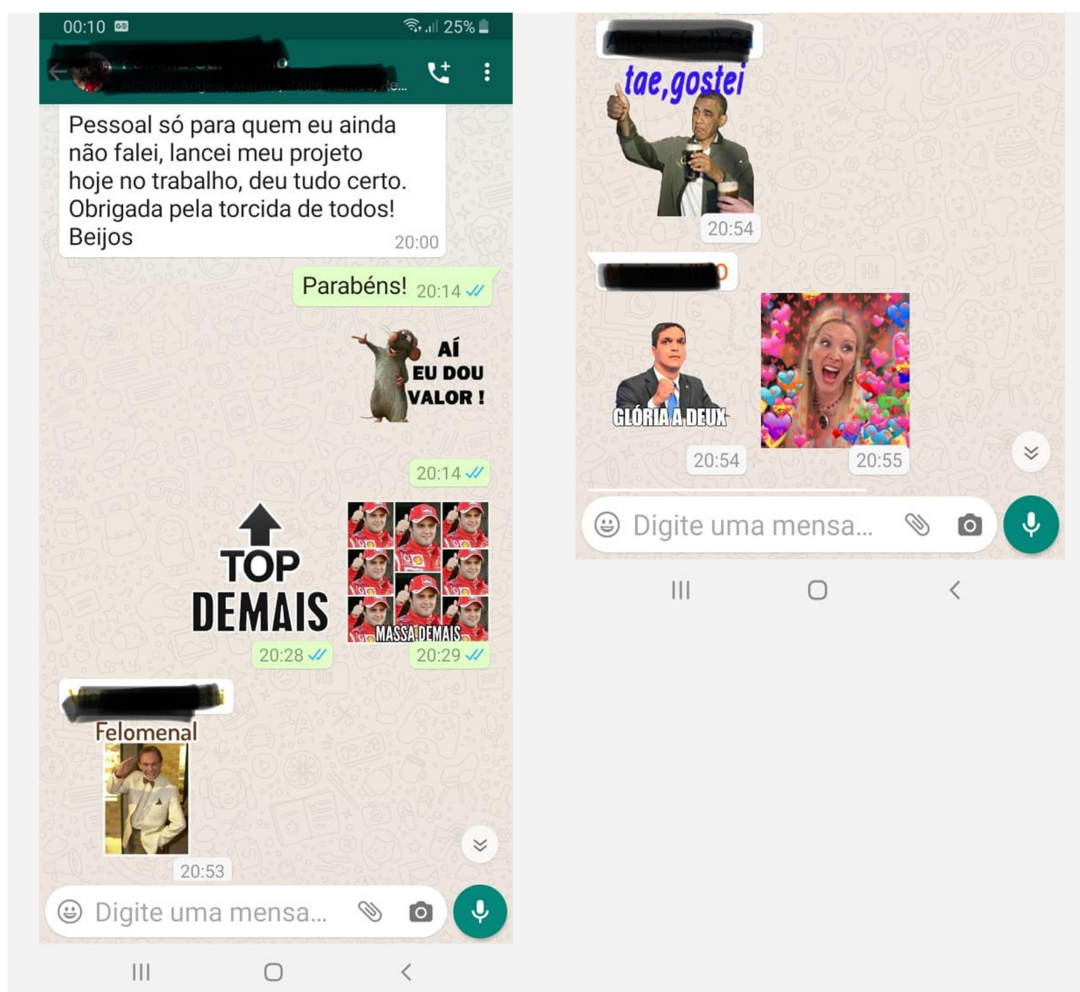 00:10
25%
Pessoal só para quem eu ainda
não falei, lancei meu projeto
hoje no trabalho, deu tudo certo.
Obrigada pela torcida de todos!
Beijos
20:00
Parabéns! 20:14
AÍ
EU DOU
VALOR !
20:14
TOP
DEMAIS
20:28
MASSA DEMAIS
20:29
Felomenal
20:53
Digite uma mensa...
tae,gostei
20:54
GLÓRIA A DEUX
20:54
20:55
Digite uma mensa...